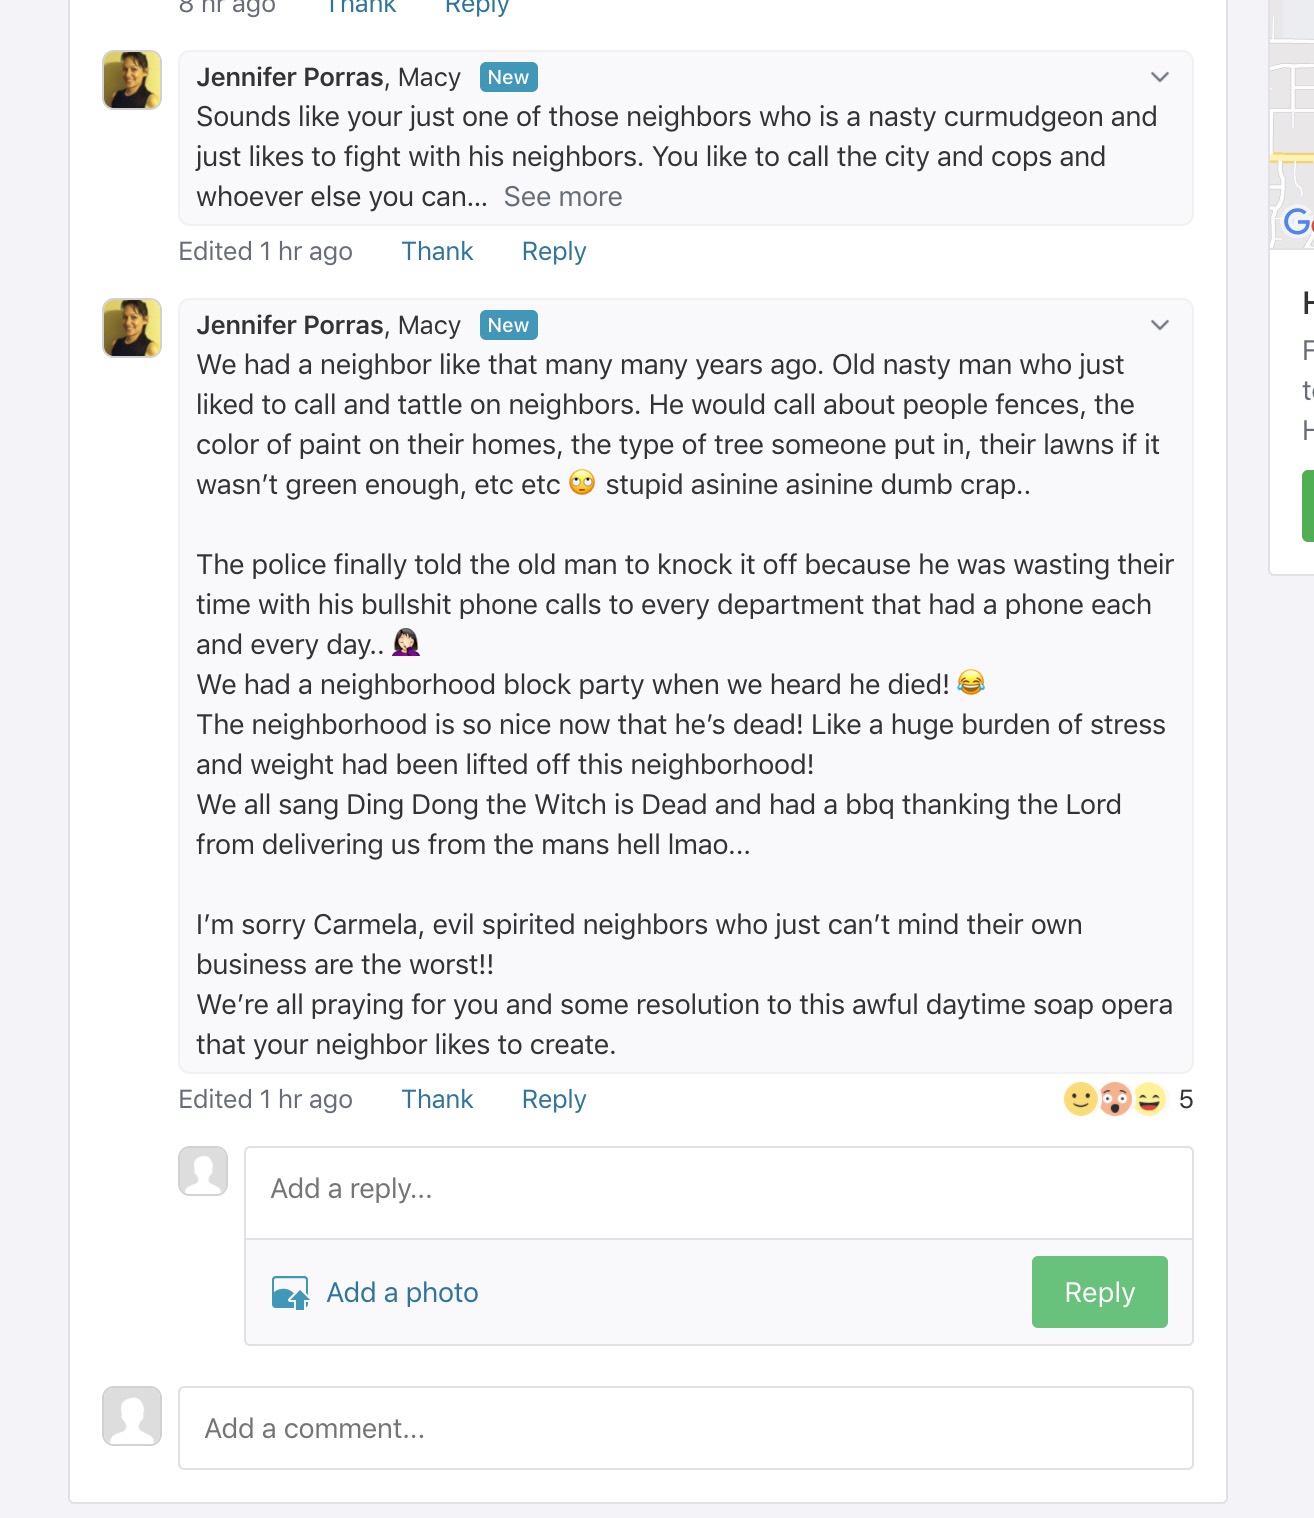 8 hr ago Thank Reply
Jennifer Porras, Macy New
Sounds like your just one of those neighbors who is a nasty curmudgeon and
just likes to fight with his neighbors. You like to call the city and cops and
whoever else you can... See more
Edited 1 hr ago Thank Reply
Jennifer Porras, Macy New
We had a neighbor like that many many years ago. Old nasty man who just
liked to call and tattle on neighbors. He would call about people fences, the
color of paint on their homes, the type of tree someone put in, their lawns if it
wasn’t green enough, etc etc 🙄 stupid asinine asinine dumb crap..
The police finally told the old man to knock it off because he was wasting their
time with his bullshit phone calls to every department that had a phone each
and every day.. 🤦🏻‍♀️
We had a neighborhood block party when we heard he died! 😂
The neighborhood is so nice now that he’s dead! Like a huge burden of stress
and weight had been lifted off this neighborhood!
We all sang Ding Dong the Witch is Dead and had a bbq thanking the Lord
from delivering us from the mans hell lmao...
I’m sorry Carmela, evil spirited neighbors who just can’t mind their own
business are the worst!!
We’re all praying for you and some resolution to this awful daytime soap opera
that your neighbor likes to create.
Edited 1 hr ago Thank Reply 5
Add a reply...
Add a photo Reply
Add a comment...